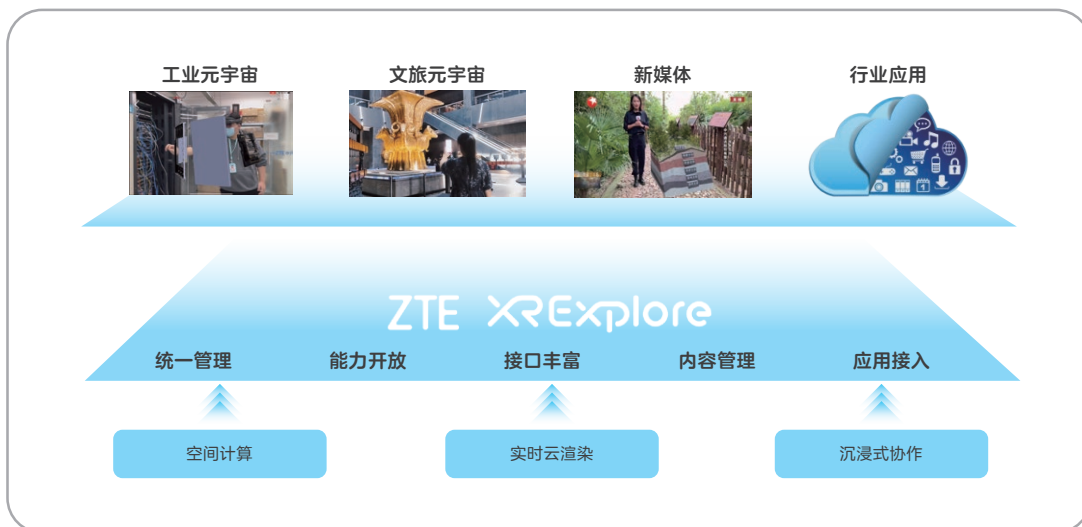 工业元宇宙
文旅元宇宙
新媒体
行业应用
ZTE XRExplore
统一管理
能力开放
接口丰富
内容管理
应用接入
空间计算
实时云渲染
沉浸式协作